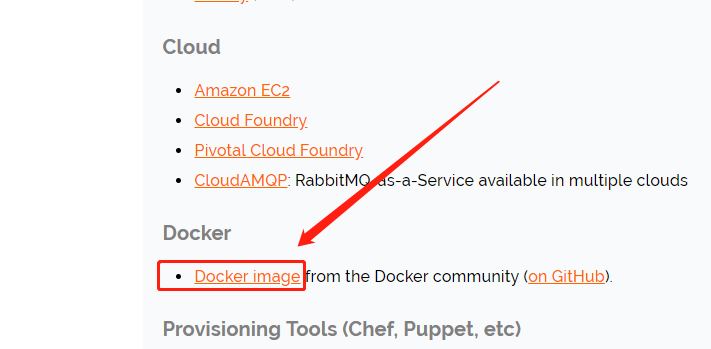 Cloud
Amazon EC2
Cloud Foundry
Pivotal Cloud Foundry
CloudAMQP: RabbitMQ-as-a-Service available in multiple clouds
Docker
Docker image from the Docker community (on GitHub).
Provisioning Tools (Chef, Puppet, etc)